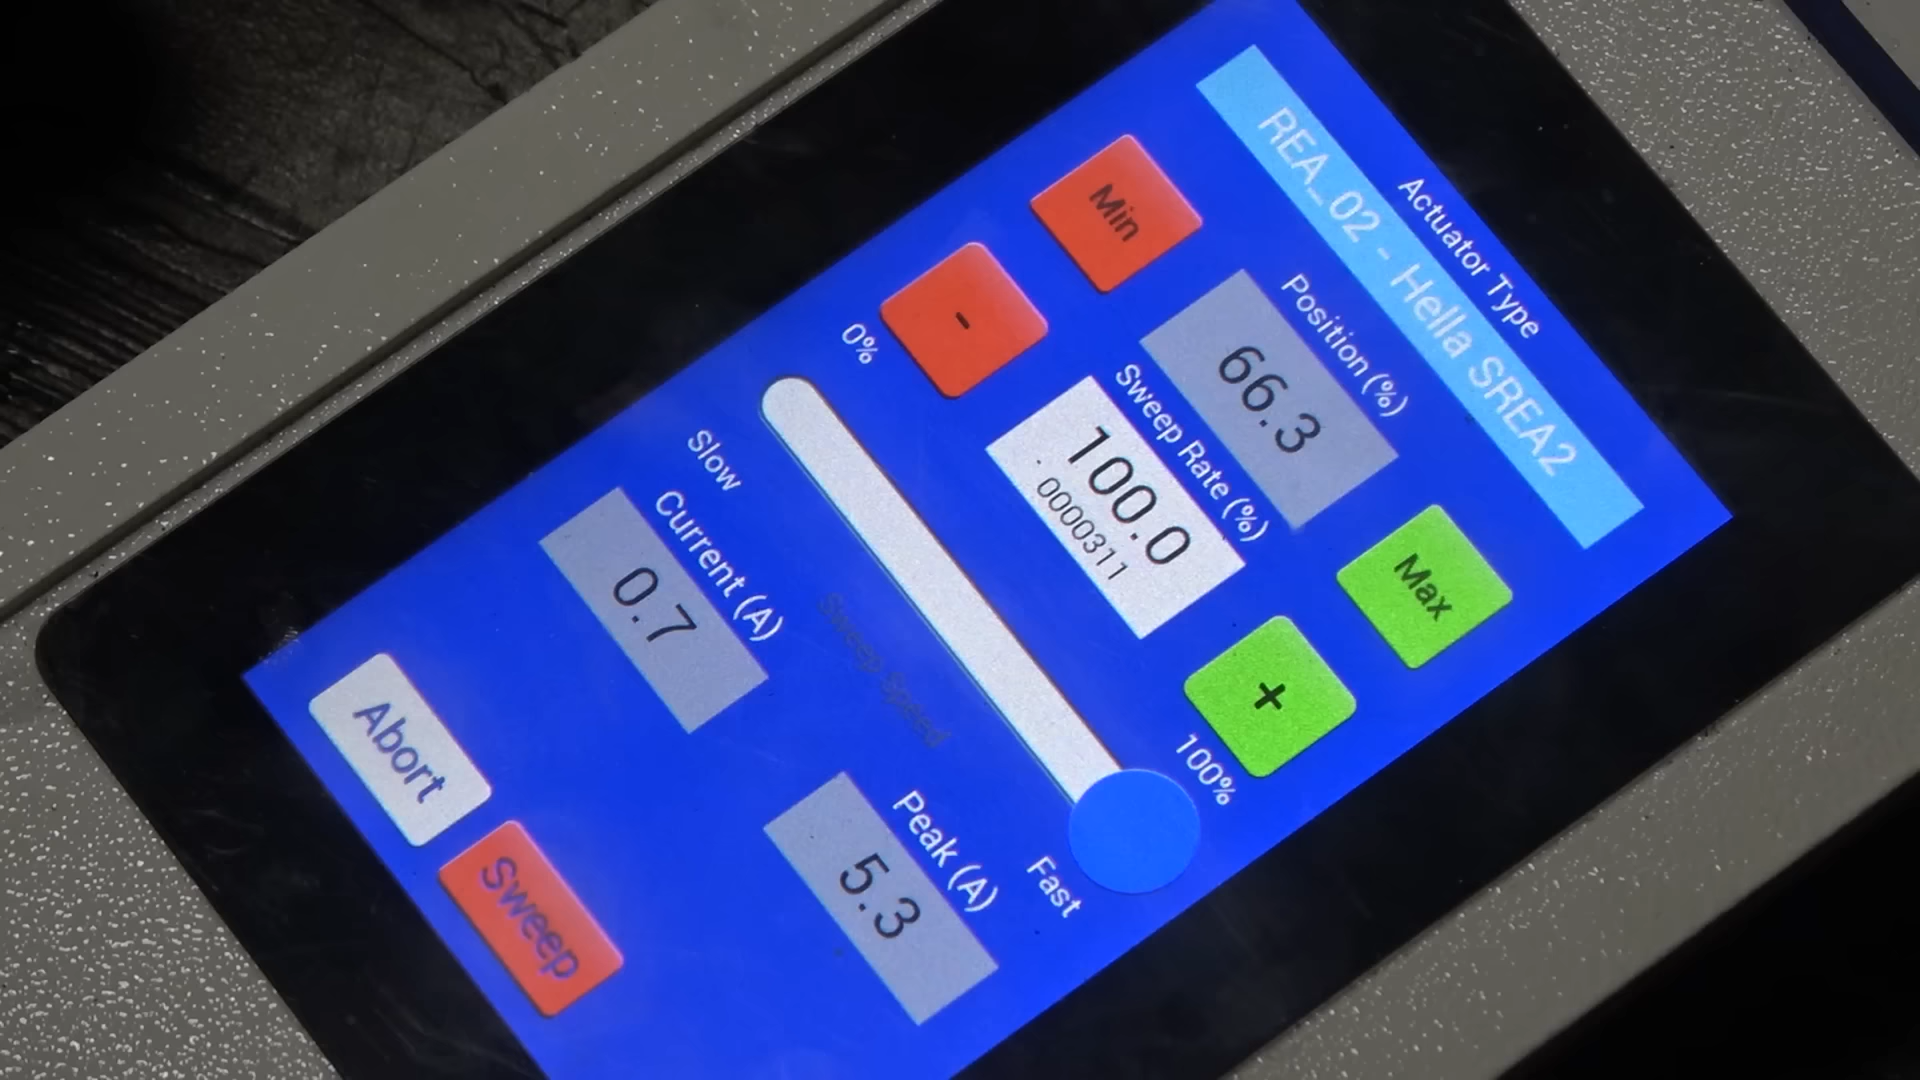 Actuator Type
REA_02 - Hella SREA2
Position (%)
Min
66.3
Max
Sweep Rate (%)
-
100.0
. 0000311
+
0%
100%
Slow
Fast
Sweep Speed
Current (A)
Peak (A)
0.7
5.3
Abort
Sweep